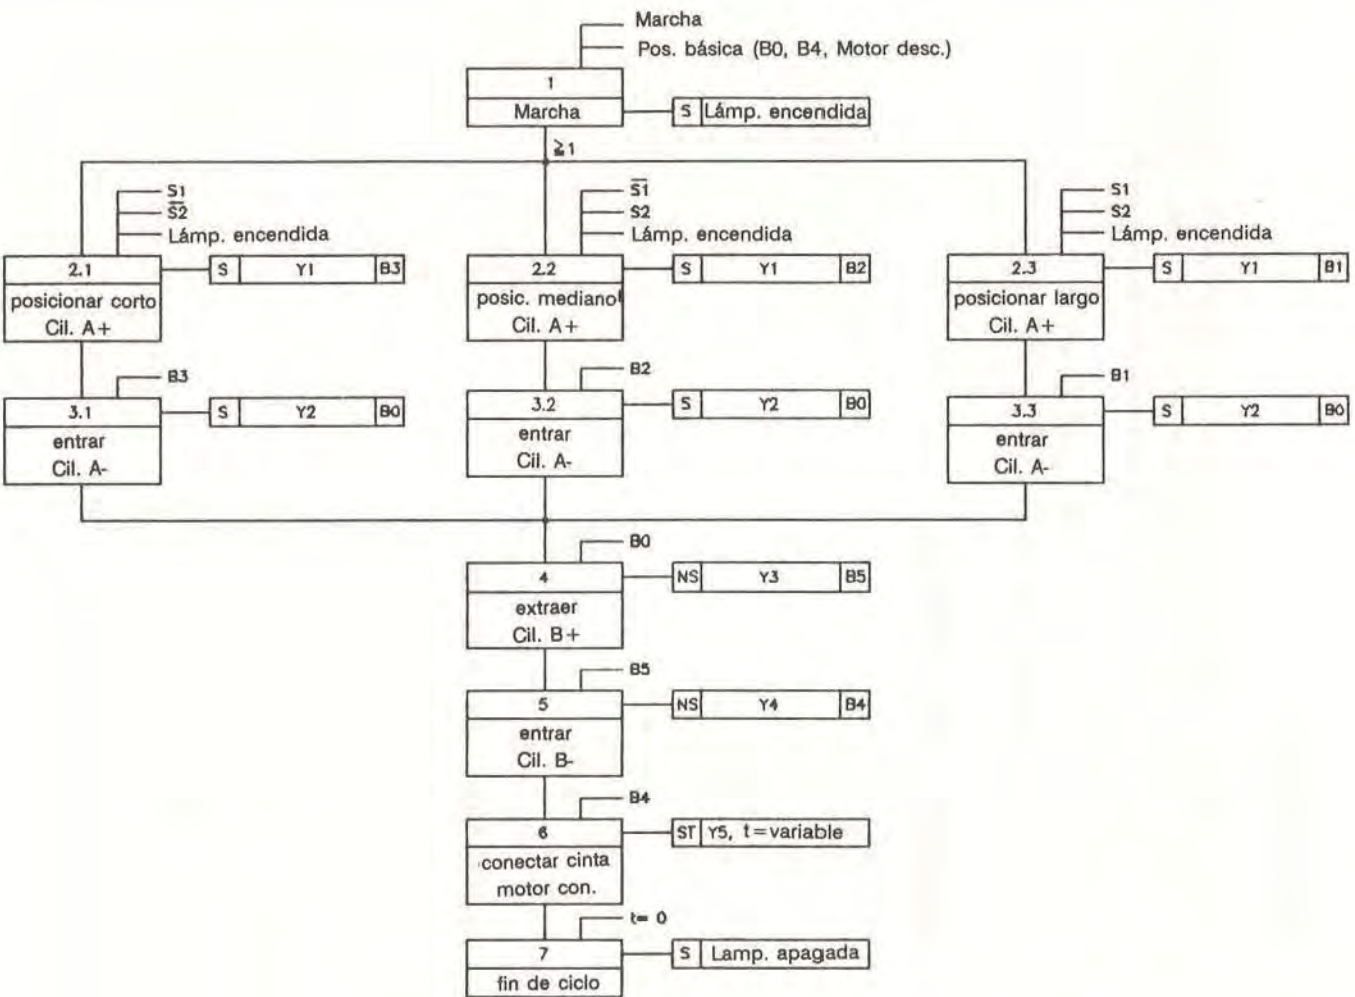 Marcha
Pos. básica (B0, B4, Motor desc.)
1
Marcha
S Lámp. encendida
≧1
S1
S̅2̅
Lámp. encendida
S̅1̅
S2
Lámp. encendida
S1
S2
Lámp. encendida
2.1
posicionar corto
Cil. A+
S Y1 B3
2.2
posic. mediano
Cil. A+
S Y1 B2
2.3
posicionar largo
Cil. A+
S Y1 B1
B3
3.1
entrar
Cil. A-
S Y2 B0
B2
3.2
entrar
Cil. A-
S Y2 B0
B1
3.3
entrar
Cil. A-
S Y2 B0
B0
4
extraer
Cil. B+
NS Y3 B5
B5
5
entrar
Cil. B-
NS Y4 B4
B4
6
conectar cinta
motor con.
ST Y5, t=variable
t= 0
7
fin de ciclo
S Lamp. apagada